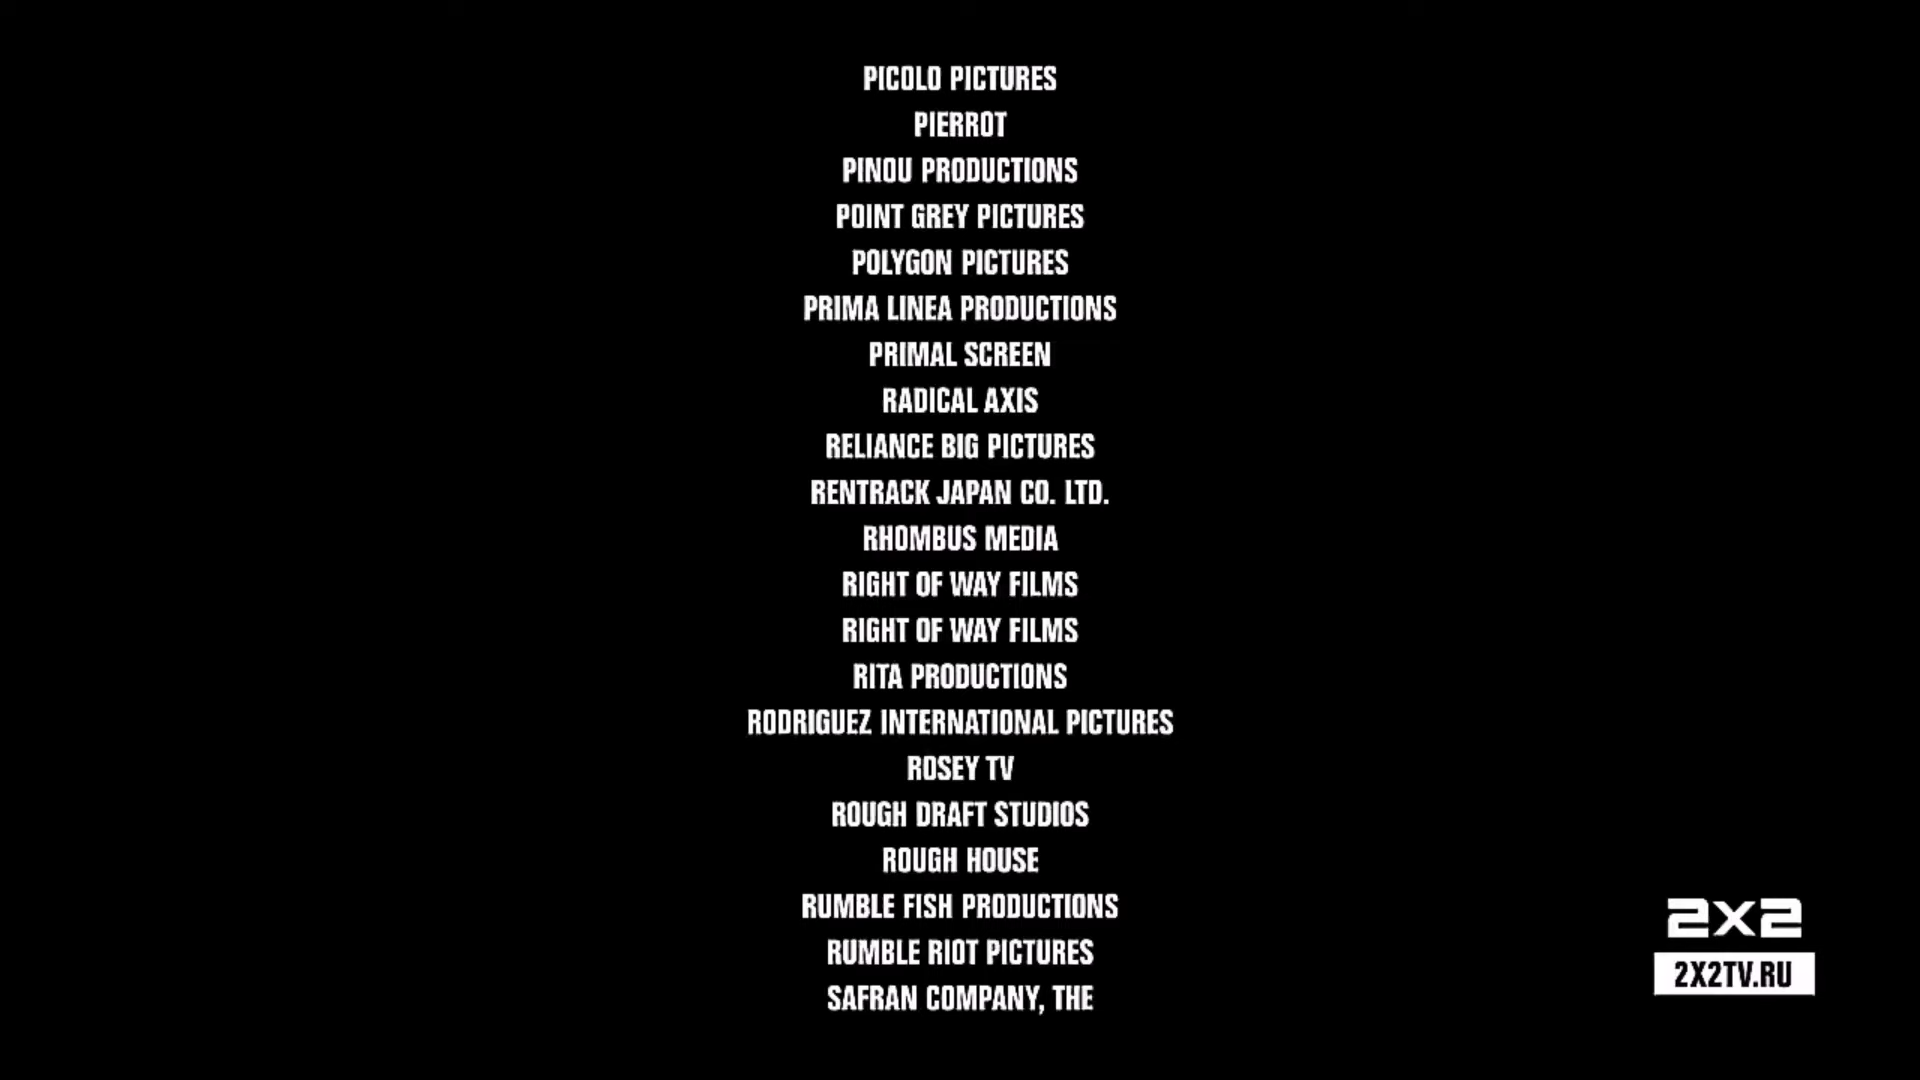 PICOLO PICTURES
PIERROT
PINOU PRODUCTIONS
POINT GREY PICTURES
POLYGON PICTURES
PRIMA LINEA PRODUCTIONS
PRIMAL SCREEN
RADICAL AXIS
RELIANCE BIG PICTURES
RENTRACK JAPAN CO. LTD.
RHOMBUS MEDIA
RIGHT OF WAY FILMS
RIGHT OF WAY FILMS
RITA PRODUCTIONS
RODRIGUEZ INTERNATIONAL PICTURES
ROSEY TV
ROUGH DRAFT STUDIOS
ROUGH HOUSE
RUMBLE FISH PRODUCTIONS
RUMBLE RIOT PICTURES
SAFRAN COMPANY, THE
2X2
2X2TV.RU